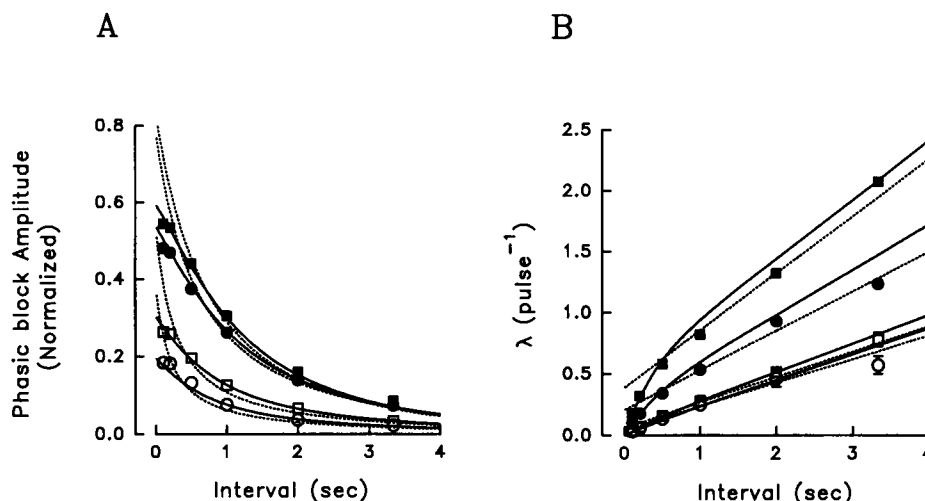 A
B
Phasic block Amplitude
(Normalized)
0.8
0.6
0.4
0.2
0.0
0 1 2 3 4
Interval (sec)
λ (pulse⁻¹)
2.5
2.0
1.5
1.0
0.5
0.0
0 1 2 3 4
Interval (sec)